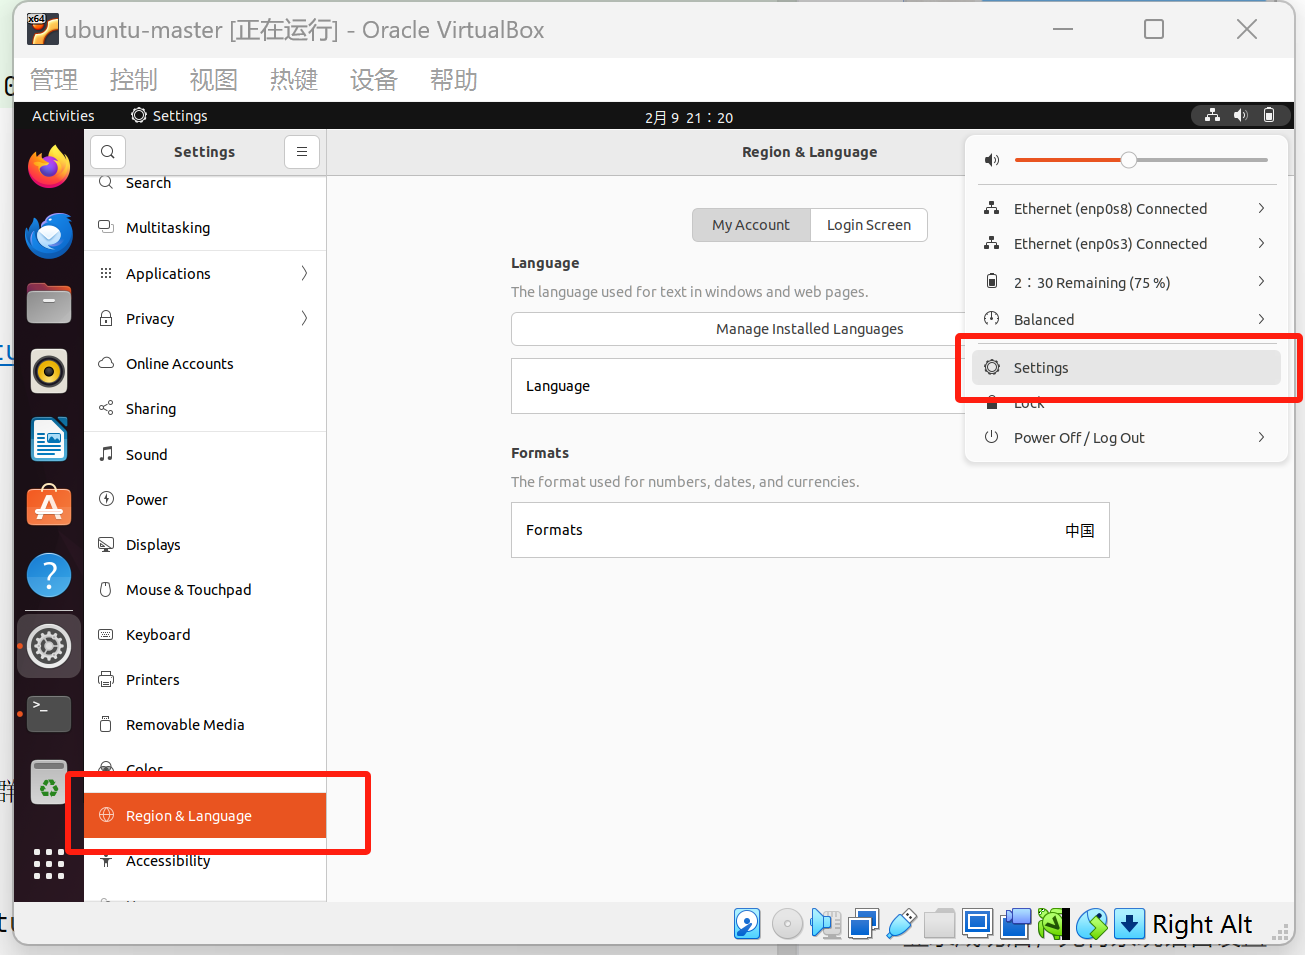 ubuntu-master [正在运行] - Oracle VirtualBox
管理 控制 视图 热键 设备 帮助
Activities Settings 2月 9 21：20
Settings
Region & Language
Search
Multitasking
Applications
Privacy
Online Accounts
Sharing
Sound
Power
Displays
Mouse & Touchpad
Keyboard
Printers
Removable Media
Color
Region & Language
Accessibility
My Account Login Screen
Language
The language used for text in windows and web pages.
Manage Installed Languages
Language
Formats
The format used for numbers, dates, and currencies.
Formats 中国
Ethernet (enp0s8) Connected
Ethernet (enp0s3) Connected
2：30 Remaining (75 %)
Balanced
Settings
Lock
Power Off / Log Out
Right Alt